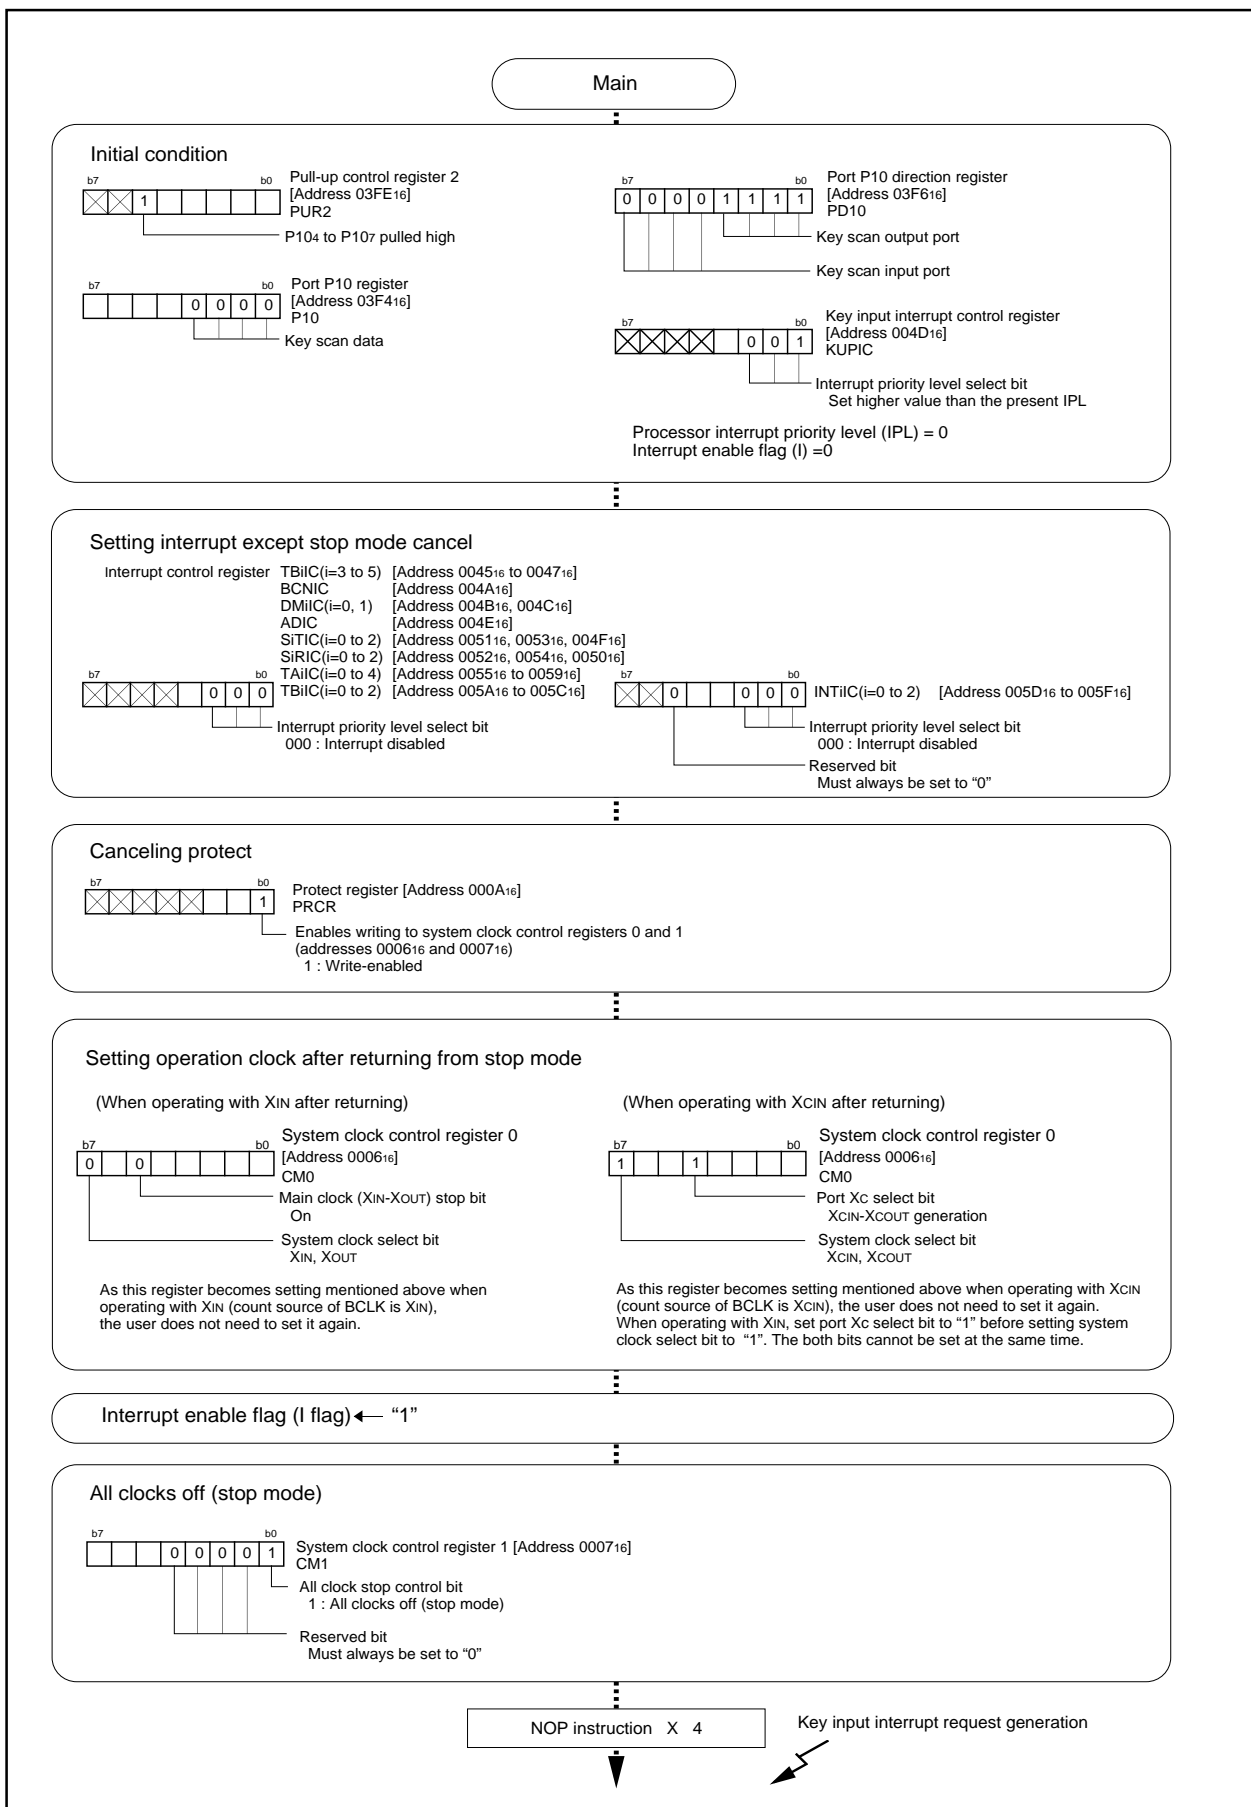 Main
Initial condition
b7 b0
1
Pull-up control register 2
[Address 03FE16]
PUR2
P104 to P107 pulled high
b7 b0
0 0 0 0
Port P10 register
[Address 03F416]
P10
Key scan data
b7 b0
0 0 0 0 1 1 1 1
Port P10 direction register
[Address 03F616]
PD10
Key scan output port
Key scan input port
b7 b0
0 0 1
Key input interrupt control register
[Address 004D16]
KUPIC
Interrupt priority level select bit
Set higher value than the present IPL
Processor interrupt priority level (IPL) = 0
Interrupt enable flag (I) =0
Setting interrupt except stop mode cancel
Interrupt control register TBiIC(i=3 to 5) [Address 004516 to 004716]
BCNIC [Address 004A16]
DMiIC(i=0, 1) [Address 004B16, 004C16]
ADIC [Address 004E16]
SiTIC(i=0 to 2) [Address 005116, 005316, 004F16]
SiRIC(i=0 to 2) [Address 005216, 005416, 005016]
TAiIC(i=0 to 4) [Address 005516 to 005916]
TBiIC(i=0 to 2) [Address 005A16 to 005C16]
b7 b0
0 0 0
Interrupt priority level select bit
000 : Interrupt disabled
b7 b0
0 0 0 0
INTiIC(i=0 to 2) [Address 005D16 to 005F16]
Interrupt priority level select bit
000 : Interrupt disabled
Reserved bit
Must always be set to “0”
Canceling protect
b7 b0
1
Protect register [Address 000A16]
PRCR
Enables writing to system clock control registers 0 and 1
(addresses 000616 and 000716)
1 : Write-enabled
Setting operation clock after returning from stop mode
(When operating with XIN after returning)
b7 b0
0 0
System clock control register 0
[Address 000616]
CM0
Main clock (XIN-XOUT) stop bit
On
System clock select bit
XIN, XOUT
As this register becomes setting mentioned above when
operating with XIN (count source of BCLK is XIN),
the user does not need to set it again.
(When operating with XCIN after returning)
b7 b0
1 1
System clock control register 0
[Address 000616]
CM0
Port XC select bit
XCIN-XCOUT generation
System clock select bit
XCIN, XCOUT
As this register becomes setting mentioned above when operating with XCIN
(count source of BCLK is XCIN), the user does not need to set it again.
When operating with XIN, set port XC select bit to “1” before setting system
clock select bit to “1”. The both bits cannot be set at the same time.
Interrupt enable flag (I flag) ← “1”
All clocks off (stop mode)
b7 b0
0 0 0 0 1
System clock control register 1 [Address 000716]
CM1
All clock stop control bit
1 : All clocks off (stop mode)
Reserved bit
Must always be set to “0”
NOP instruction X 4
Key input interrupt request generation